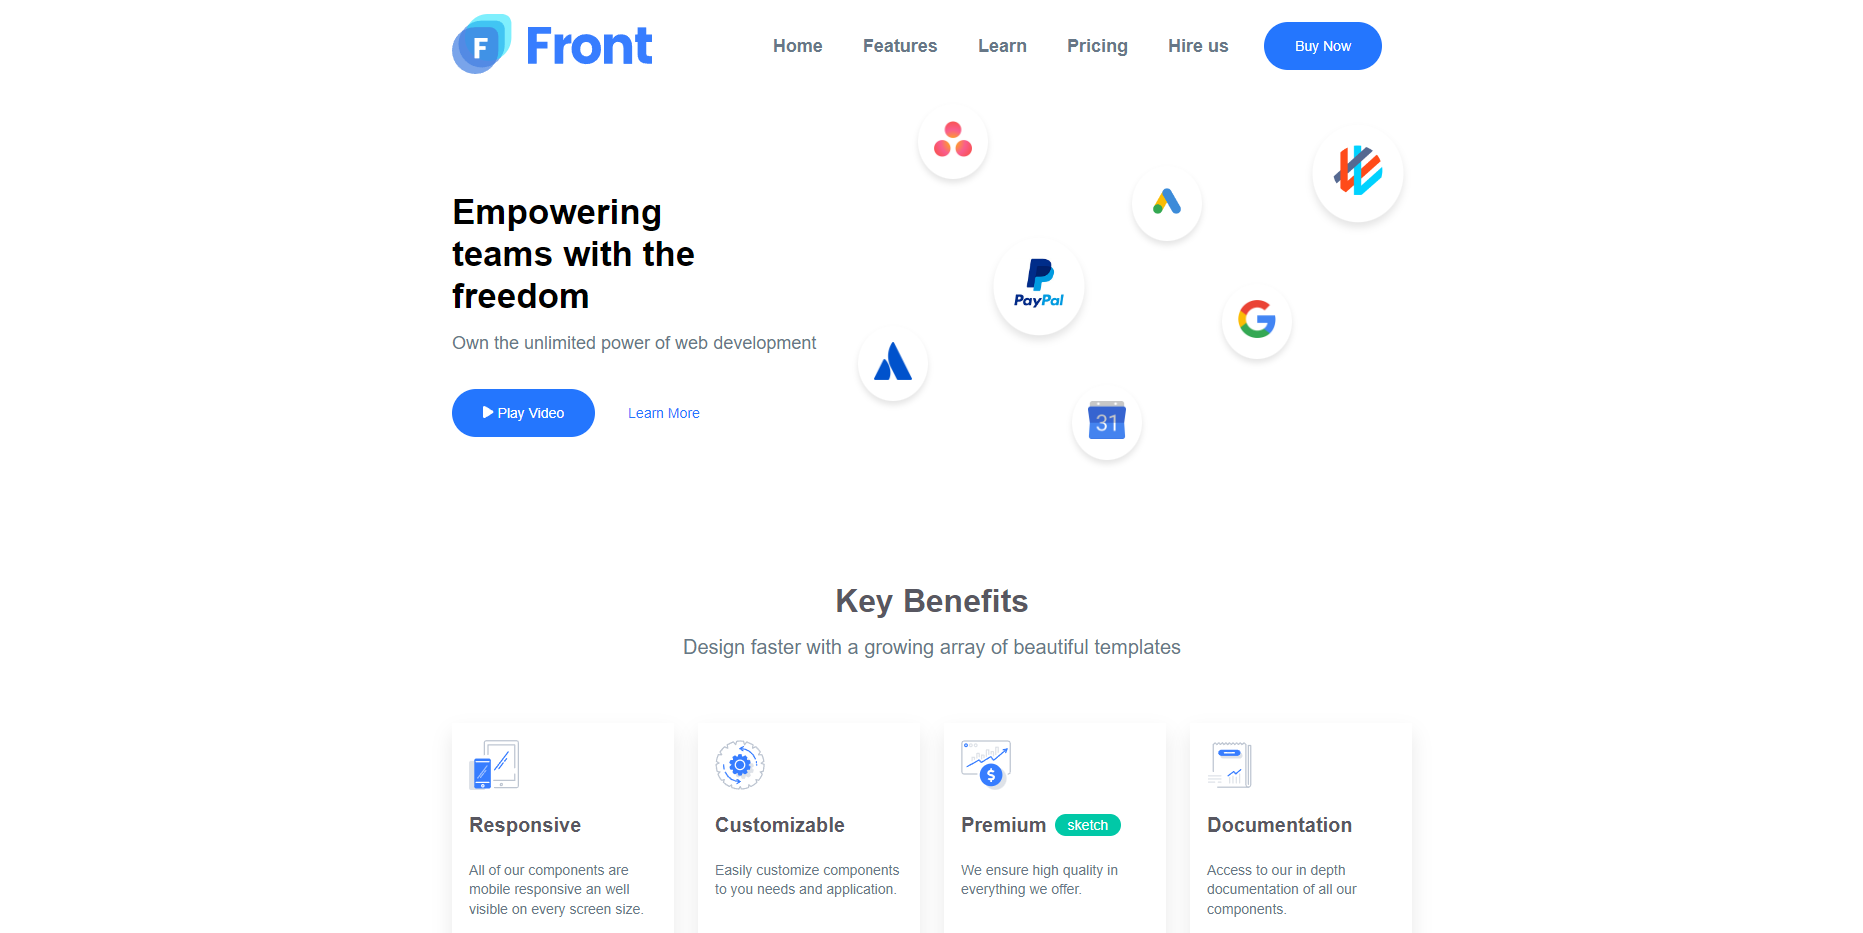 F Front
Home Features Learn Pricing Hire us Buy Now
Empowering
teams with the
freedom
Own the unlimited power of web development
Play Video Learn More
PayPal
31
Key Benefits
Design faster with a growing array of beautiful templates
Responsive
All of our components are
mobile responsive an well
visible on every screen size.
Customizable
Easily customize components
to you needs and application.
$
Premium sketch
We ensure high quality in
everything we offer.
Documentation
Access to our in depth
documentation of all our
components.